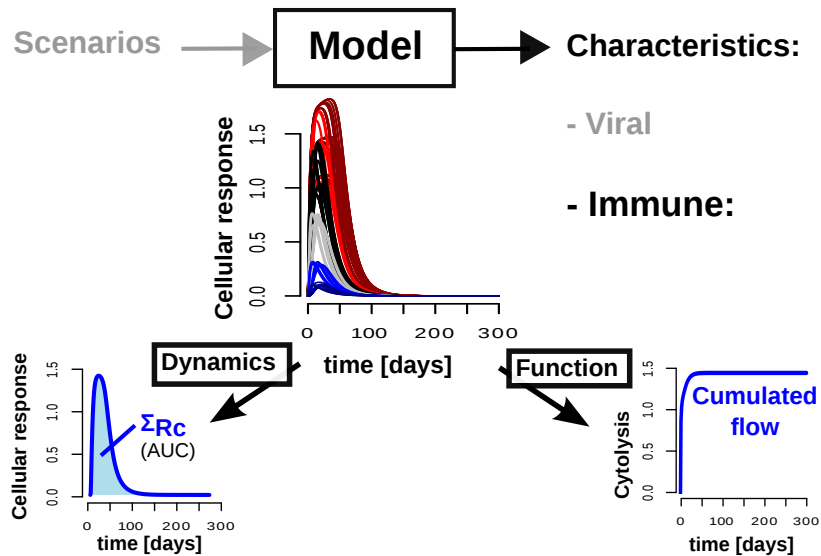 Scenarios
Model
Characteristics:
- Viral
- Immune:
Cellular response
0.0 0.5 1.0 1.5
0 100 200 300
time [days]
Dynamics
Function
Cellular response
0.0 0.5 1.0 1.5
ΣRc
(AUC)
0 100 200 300
time [days]
Cytolysis
0.0 0.5 1.0 1.5
Cumulated
flow
0 100 200 300
time [days]